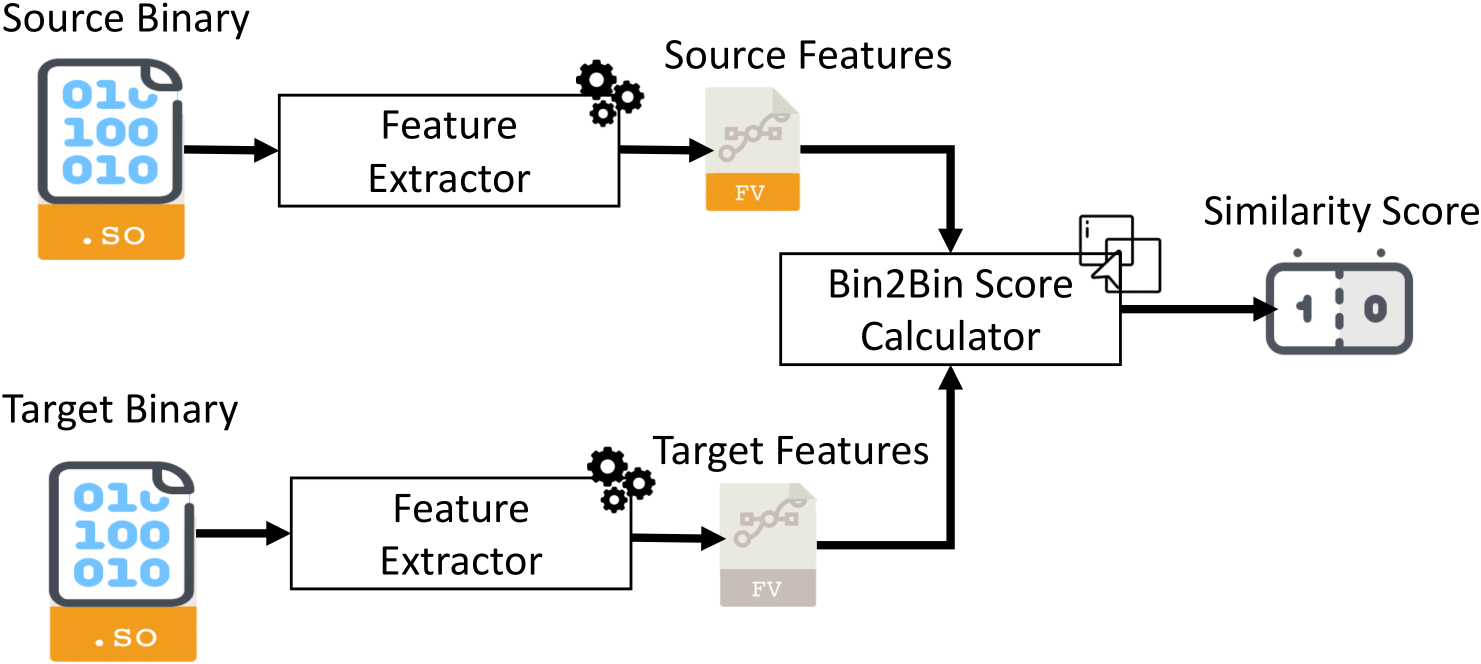 Source Binary
010
100
010
.so
Feature
Extractor
Source Features
FV
Bin2Bin Score
Calculator
i
Similarity Score
1 0
Target Binary
010
100
010
.so
Feature
Extractor
Target Features
FV